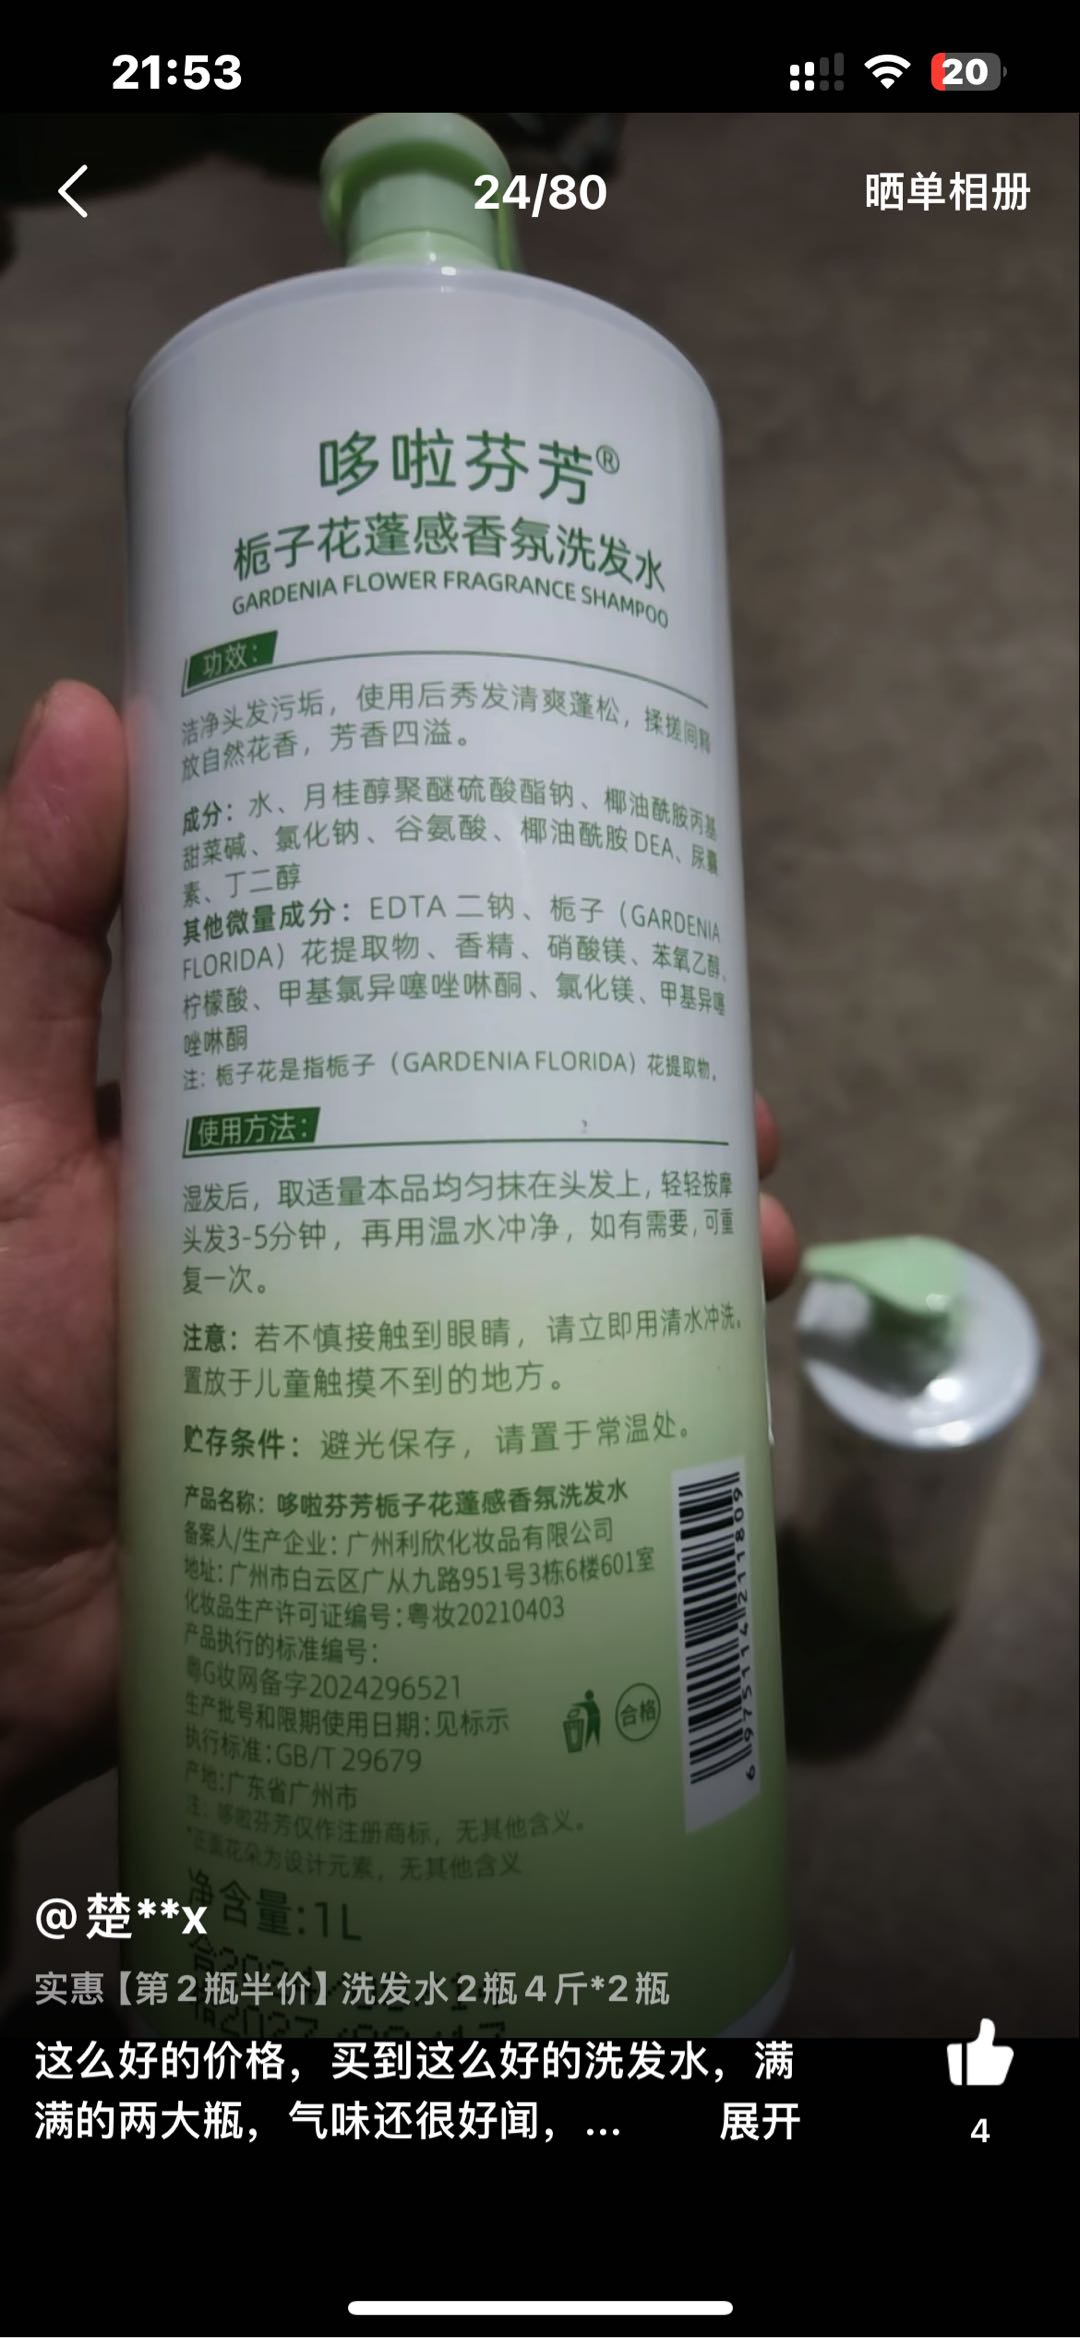 21:53
20
24/80
晒单相册
哆啦芬芳®
栀子花蓬感香氛洗发水
GARDENIA FLOWER FRAGRANCE SHAMPOO
功效：
洁净头发污垢，使用后秀发清爽蓬松，揉搓间释
放自然花香，芳香四溢。
成分：水、月桂醇聚醚硫酸酯钠、椰油酰胺丙基
甜菜碱、氯化钠、谷氨酸、椰油酰胺 DEA、尿囊
素、丁二醇
其他微量成分：EDTA 二钠、栀子（GARDENIA
FLORIDA）花提取物、香精、硝酸镁、苯氧乙醇、
柠檬酸、甲基氯异噻唑啉酮、氯化镁、甲基异噻
唑啉酮
注：栀子花是指栀子（GARDENIA FLORIDA）花提取物。
使用方法：
湿发后，取适量本品均匀抹在头发上，轻轻按摩
头发3-5分钟，再用温水冲净，如有需要，可重
复一次。
注意：若不慎接触到眼睛，请立即用清水冲洗。
置放于儿童触摸不到的地方。
贮存条件：避光保存，请置于常温处。
产品名称：哆啦芬芳栀子花蓬感香氛洗发水
备案人/生产企业：广州利欣化妆品有限公司
地址：广州市白云区广从九路951号3栋6楼601室
化妆品生产许可证编号：粤妆20210403
产品执行的标准编号：
粤G妆网备字2024296521
生产批号和限期使用日期：见标示
执行标准：GB/T 29679
产地：广东省广州市
注：哆啦芬芳仅作注册商标，无其他含义。
*正面花朵为设计元素，无其他含义
合格
6975114211809
净含量：1L
@楚**x
实惠【第2瓶半价】洗发水2瓶4斤*2瓶
这么好的价格，买到这么好的洗发水，满
满的两大瓶，气味还很好闻，... 展开
4